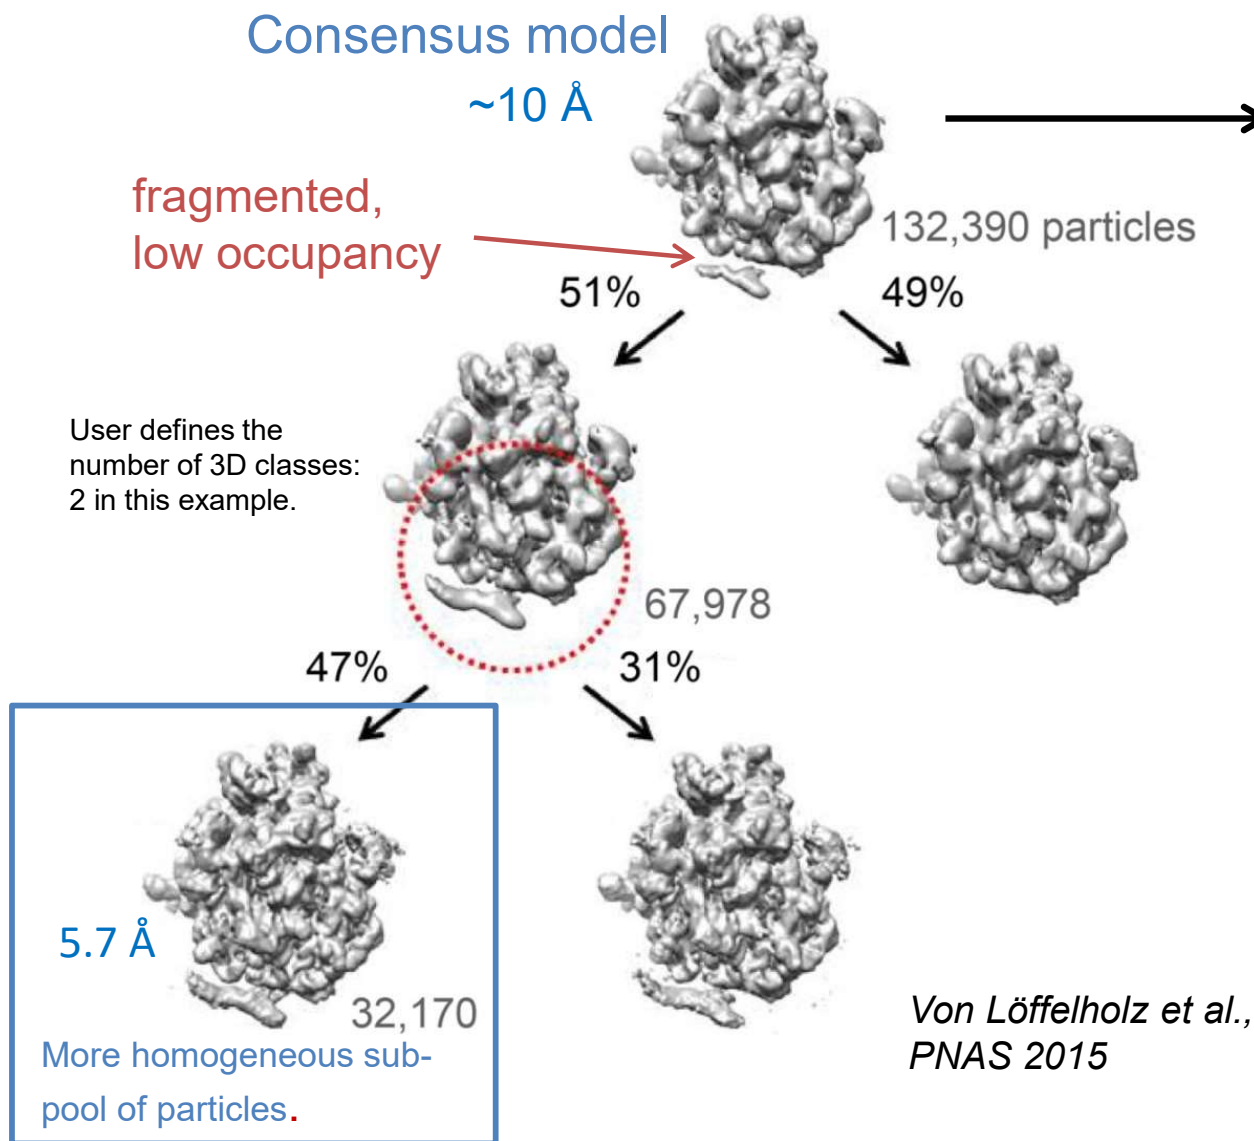 Consensus model
~10 Å
fragmented,
low occupancy
132,390 particles
51%
49%
User defines the
number of 3D classes:
2 in this example.
67,978
47%
31%
5.7 Å
32,170
More homogeneous sub-
pool of particles.
Von Löffelholz et al.,
PNAS 2015